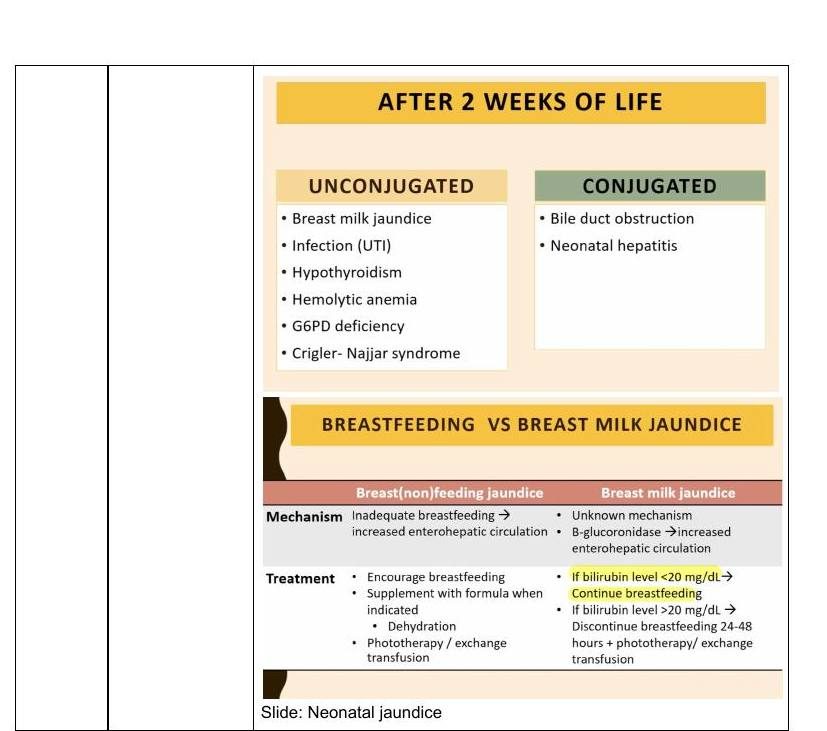 AFTER 2 WEEKS OF LIFE
UNCONJUGATED
• Breast milk jaundice
• Infection (UTI)
• Hypothyroidism
• Hemolytic anemia
• G6PD deficiency
• Crigler- Najjar syndrome
CONJUGATED
• Bile duct obstruction
• Neonatal hepatitis
BREASTFEEDING VS BREAST MILK JAUNDICE
Breast(non)feeding jaundice
Breast milk jaundice
Mechanism
Inadequate breastfeeding →
increased enterohepatic circulation
• Unknown mechanism
• B-glucoronidase →increased
enterohepatic circulation
Treatment
• Encourage breastfeeding
• Supplement with formula when
indicated
• Dehydration
• Phototherapy / exchange
transfusion
• If bilirubin level <20 mg/dL→
Continue breastfeeding
• If bilirubin level >20 mg/dL →
Discontinue breastfeeding 24-48
hours + phototherapy/ exchange
transfusion
Slide: Neonatal jaundice